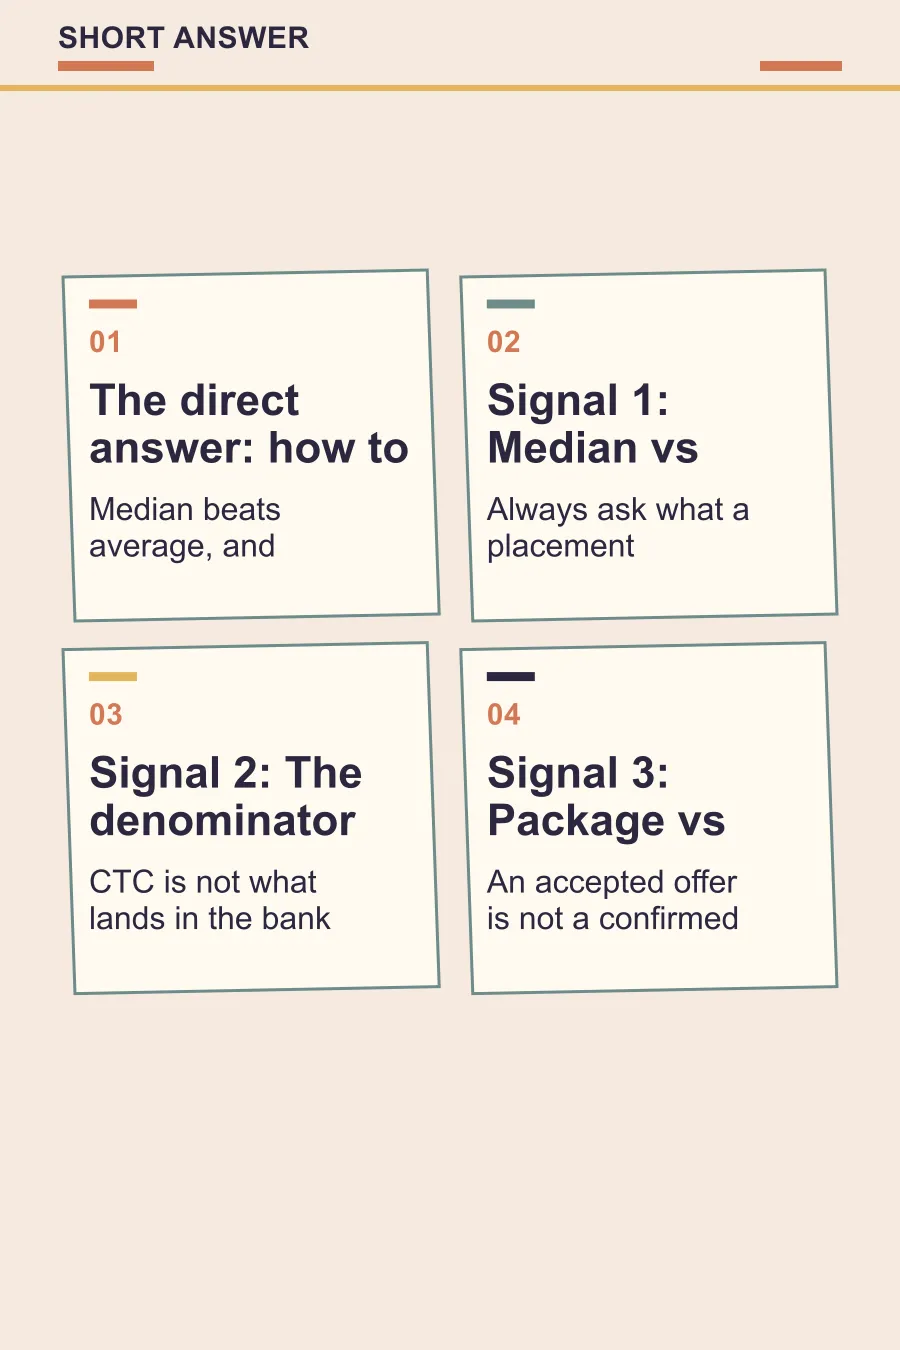 SHORT ANSWER
01
The direct
answer: how to
Median beats
average, and
02
Signal 1:
Median vs
Always ask what a
placement
03
Signal 2: The
denominator
CTC is not what
lands in the bank
04
Signal 3:
Package vs
An accepted offer
is not a confirmed